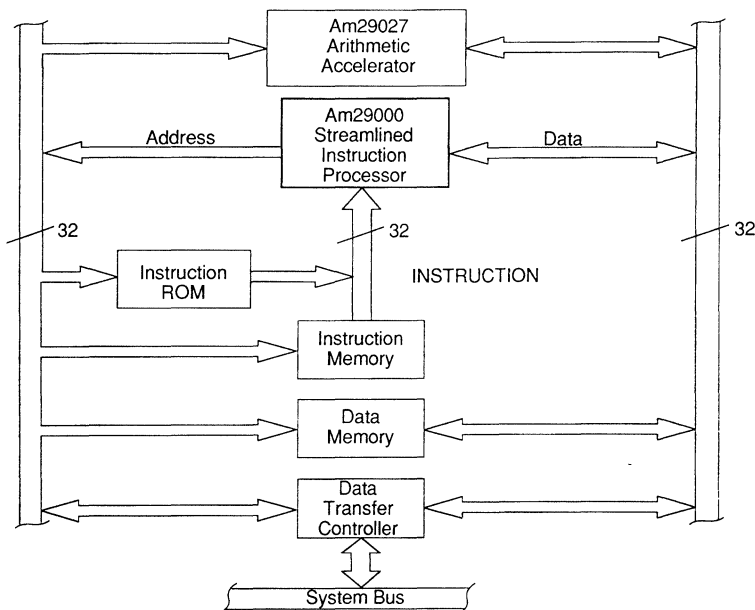 Am29027
Arithmetic
Accelerator
Am29000
Streamlined
Instruction
Processor
Address
Data
32
32
32
Instruction
ROM
INSTRUCTION
Instruction
Memory
Data
Memory
Data
Transfer
Controller
System Bus